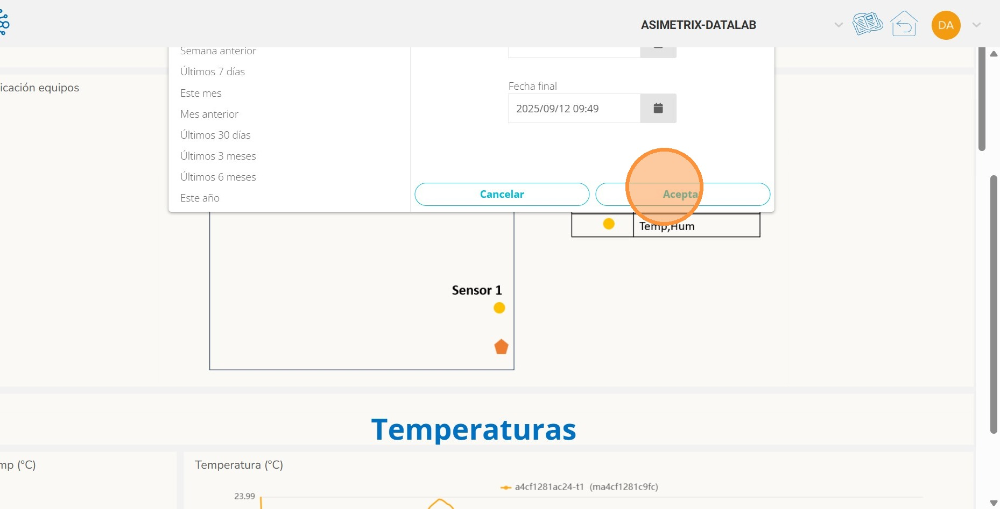 ASIMETRIX-DATALAB
DA
Semana anterior
Últimos 7 días
Este mes
Mes anterior
Últimos 30 días
Últimos 3 meses
Últimos 6 meses
Este año
icación equipos
Fecha final
2025/09/12 09:49
Cancelar
Acepta
Temp,Hum
Sensor 1
Temperaturas
mp (°C)
Temperatura (°C)
a4cf1281ac24-t1 (ma4cf1281c9fc)
23.99